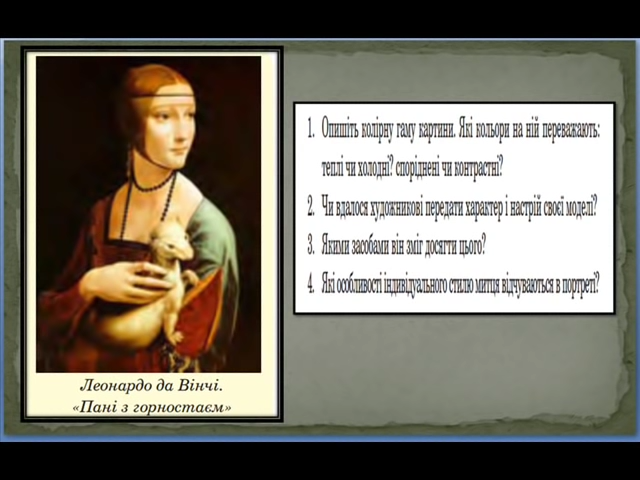 1. Опишіть колірну гаму картини. Які кольори на ній переважають:
теплі чи холодні? споріднені чи контрастні?
2. Чи вдалося художникові передати характер і настрій своєї моделі?
3. Якими засобами він зміг досягти цього?
4. Які особливості індивідуального стилю митця відчуваються в портреті?
Леонардо да Вінчі.
«Пані з горностаєм»